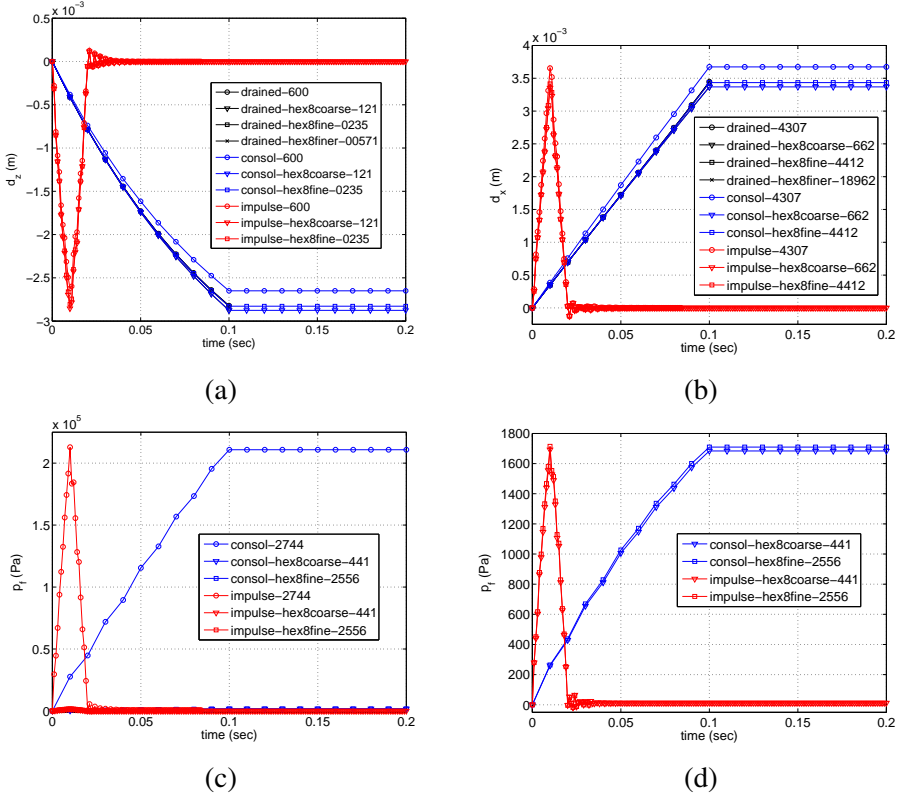 x 10^-3
0.5
0
−0.5
−1
−1.5
−2
−2.5
−3
d_z (m)
0 0.05 0.1 0.15 0.2
time (sec)
drained−600
drained−hex8coarse−121
drained−hex8fine−0235
drained−hex8finer−00571
consol−600
consol−hex8coarse−121
consol−hex8fine−0235
impulse−600
impulse−hex8coarse−121
impulse−hex8fine−0235
(a)
x 10^-3
4
3.5
3
2.5
2
1.5
1
0.5
0
d_x (m)
0 0.05 0.1 0.15 0.2
time (sec)
drained−4307
drained−hex8coarse−662
drained−hex8fine−4412
drained−hex8finer−18962
consol−4307
consol−hex8coarse−662
consol−hex8fine−4412
impulse−4307
impulse−hex8coarse−662
impulse−hex8fine−4412
(b)
x 10^5
2
1.5
1
0.5
0
p_f (Pa)
0 0.05 0.1 0.15 0.2
time (sec)
consol−2744
consol−hex8coarse−441
consol−hex8fine−2556
impulse−2744
impulse−hex8coarse−441
impulse−hex8fine−2556
(c)
1800
1600
1400
1200
1000
800
600
400
200
0
p_f (Pa)
0 0.05 0.1 0.15 0.2
time (sec)
consol−hex8coarse−441
consol−hex8fine−2556
impulse−hex8coarse−441
impulse−hex8fine−2556
(d)